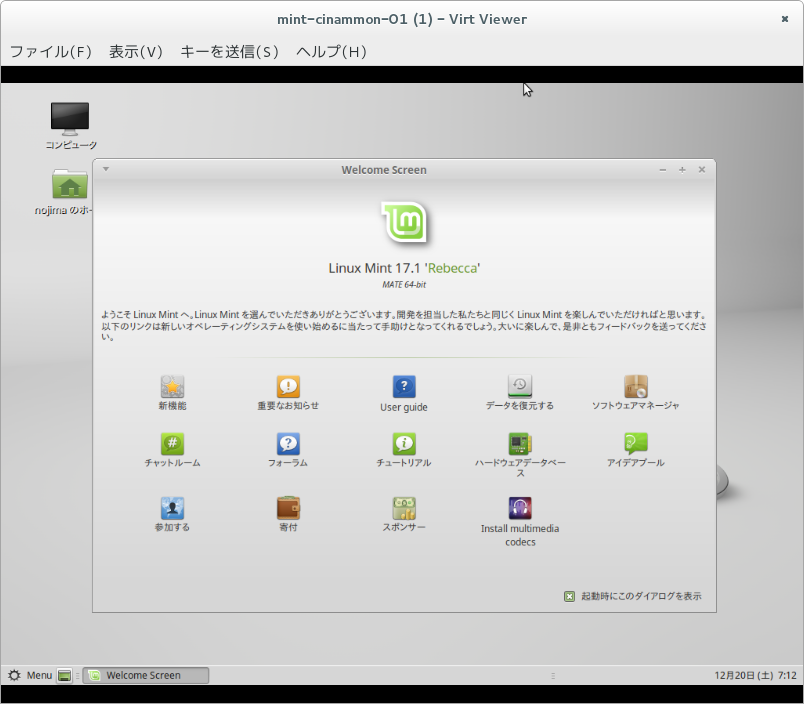 mint-cinammon-01 (1) – Virt Viewer
ファイル(F) 表示(V) キーを送信(S) ヘルプ(H)
コンピュータ
nojima のホ
Welcome Screen
Linux Mint 17.1 'Rebecca'
MATE 64-bit
ようこそ Linux Mint へ。Linux Mint を選んでいただきありがとうございます。開発を担当した私たちと同じく Linux Mint を楽しんでいただければと思います。
以下のリンクは新しいオペレーティングシステムを使い始めるに当たって手助けとなってくれるでしょう。大いに楽しんで、是非ともフィードバックを送ってくださ
い。
新機能 重要なお知らせ User guide データを復元する ソフトウェアマネージャ
チャットルーム フォーラム チュートリアル ハードウェアデータベー アイデアプール
ス
参加する 寄付 スポンサー Install multimedia
codecs
起動時にこのダイアログを表示
Menu Welcome Screen 12月20日 (土) 7:12